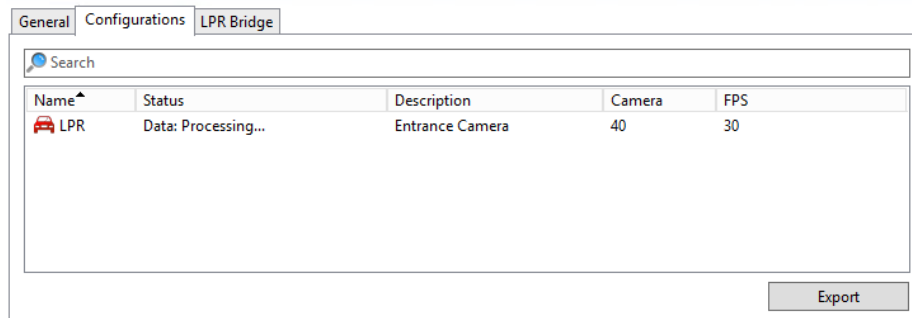 General Configurations LPR Bridge
Search
Name Status Description Camera FPS
LPR Data: Processing... Entrance Camera 40 30
Export